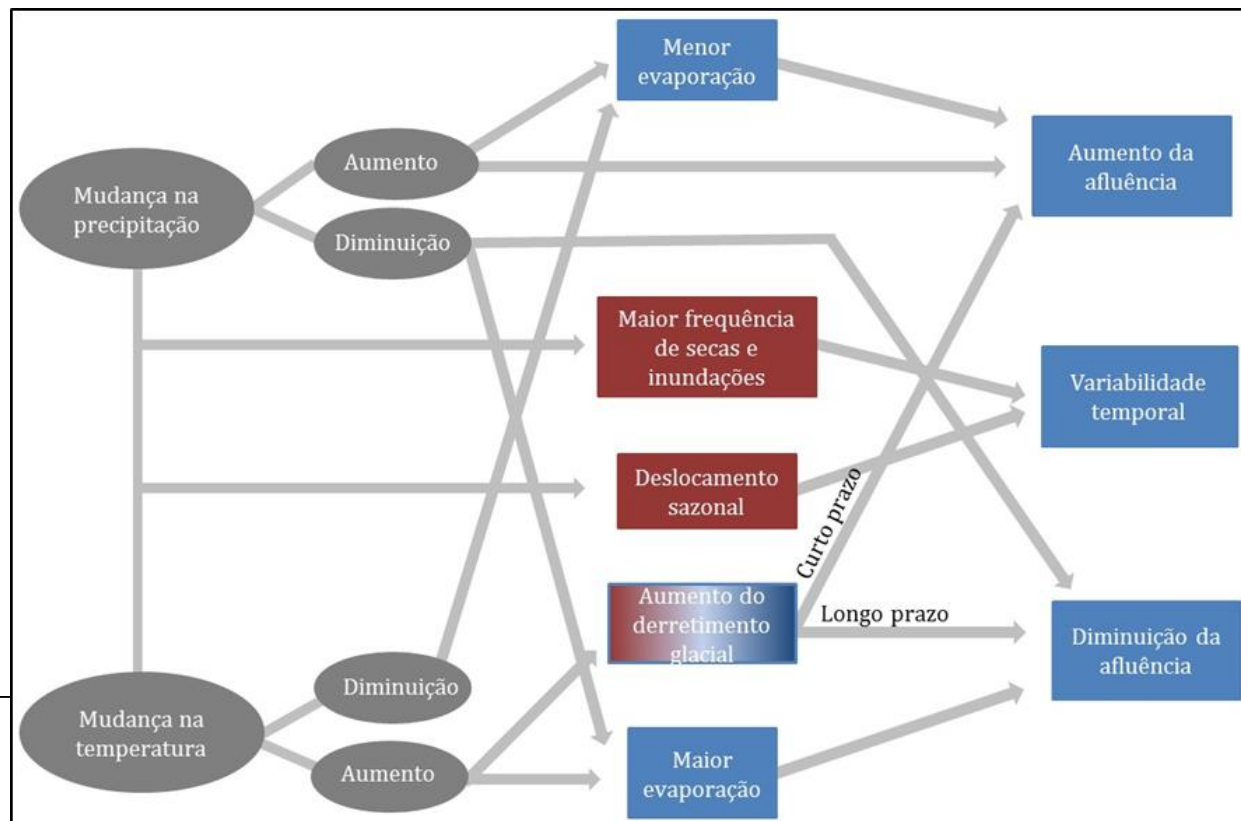 Menor
evaporação
Aumento
Mudança na
precipitação
Diminuição
Aumento da
afluência
Maior frequência
de secas e
inundações
Variabilidade
temporal
Deslocamento
sazonal
Curto prazo
Aumento do
derretimento
glacial
Longo prazo
Diminuição da
afluência
Diminuição
Mudança na
temperatura
Aumento
Maior
evaporação